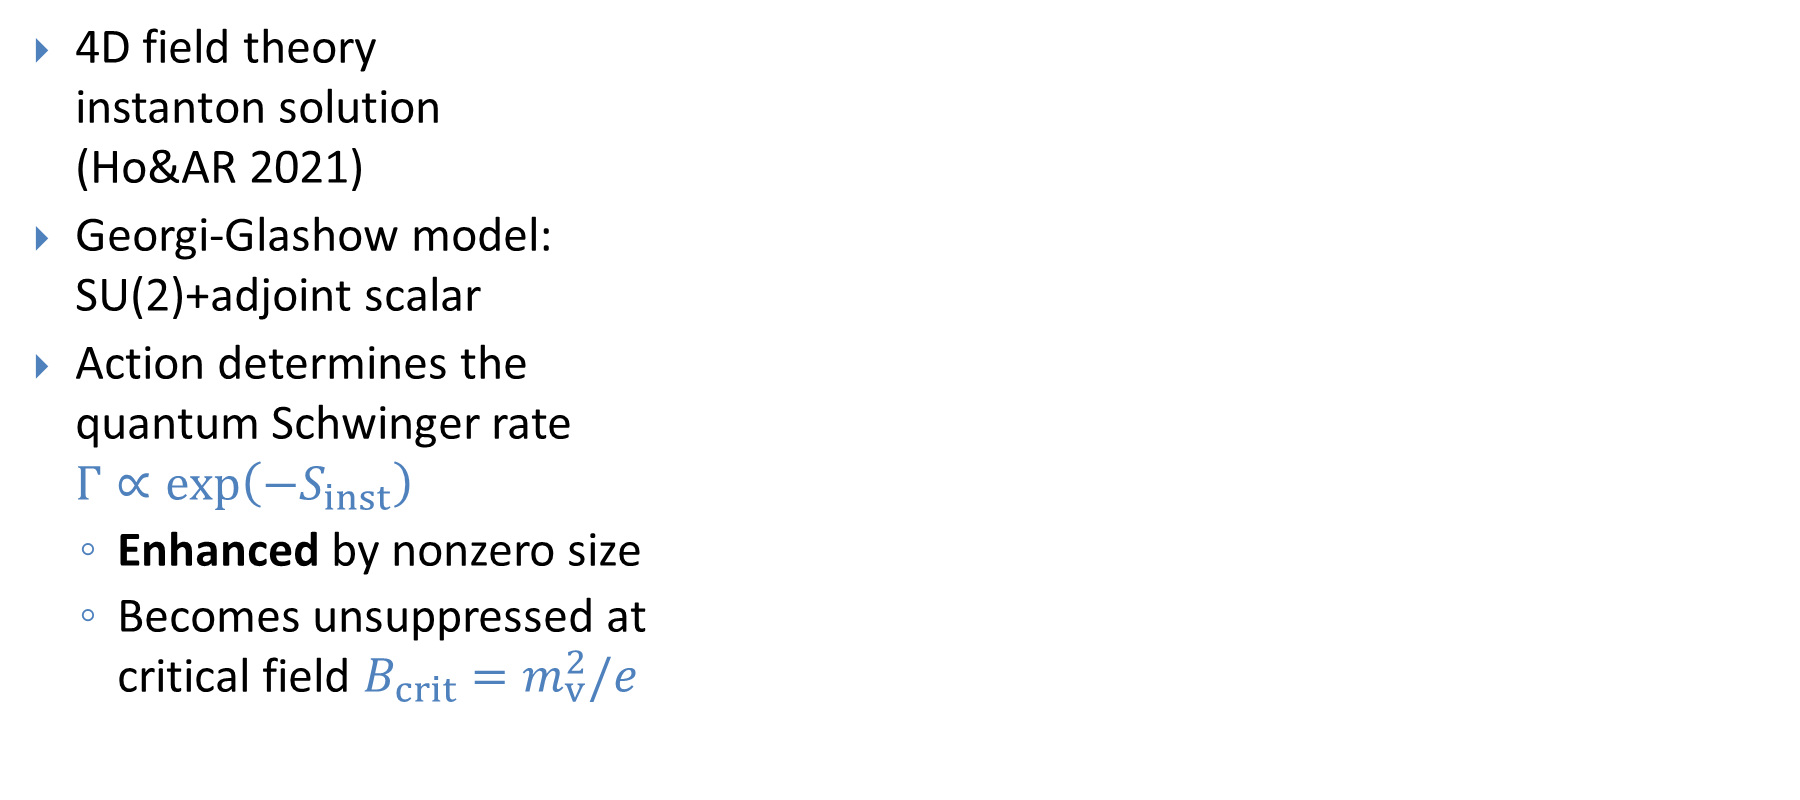 4D field theory
instanton solution
(Ho&AR 2021)
Georgi-Glashow model:
SU(2)+adjoint scalar
Action determines the
quantum Schwinger rate
Γ ∝ exp(−S_inst)
Enhanced by nonzero size
Becomes unsuppressed at
critical field B_crit = m_v^2/e